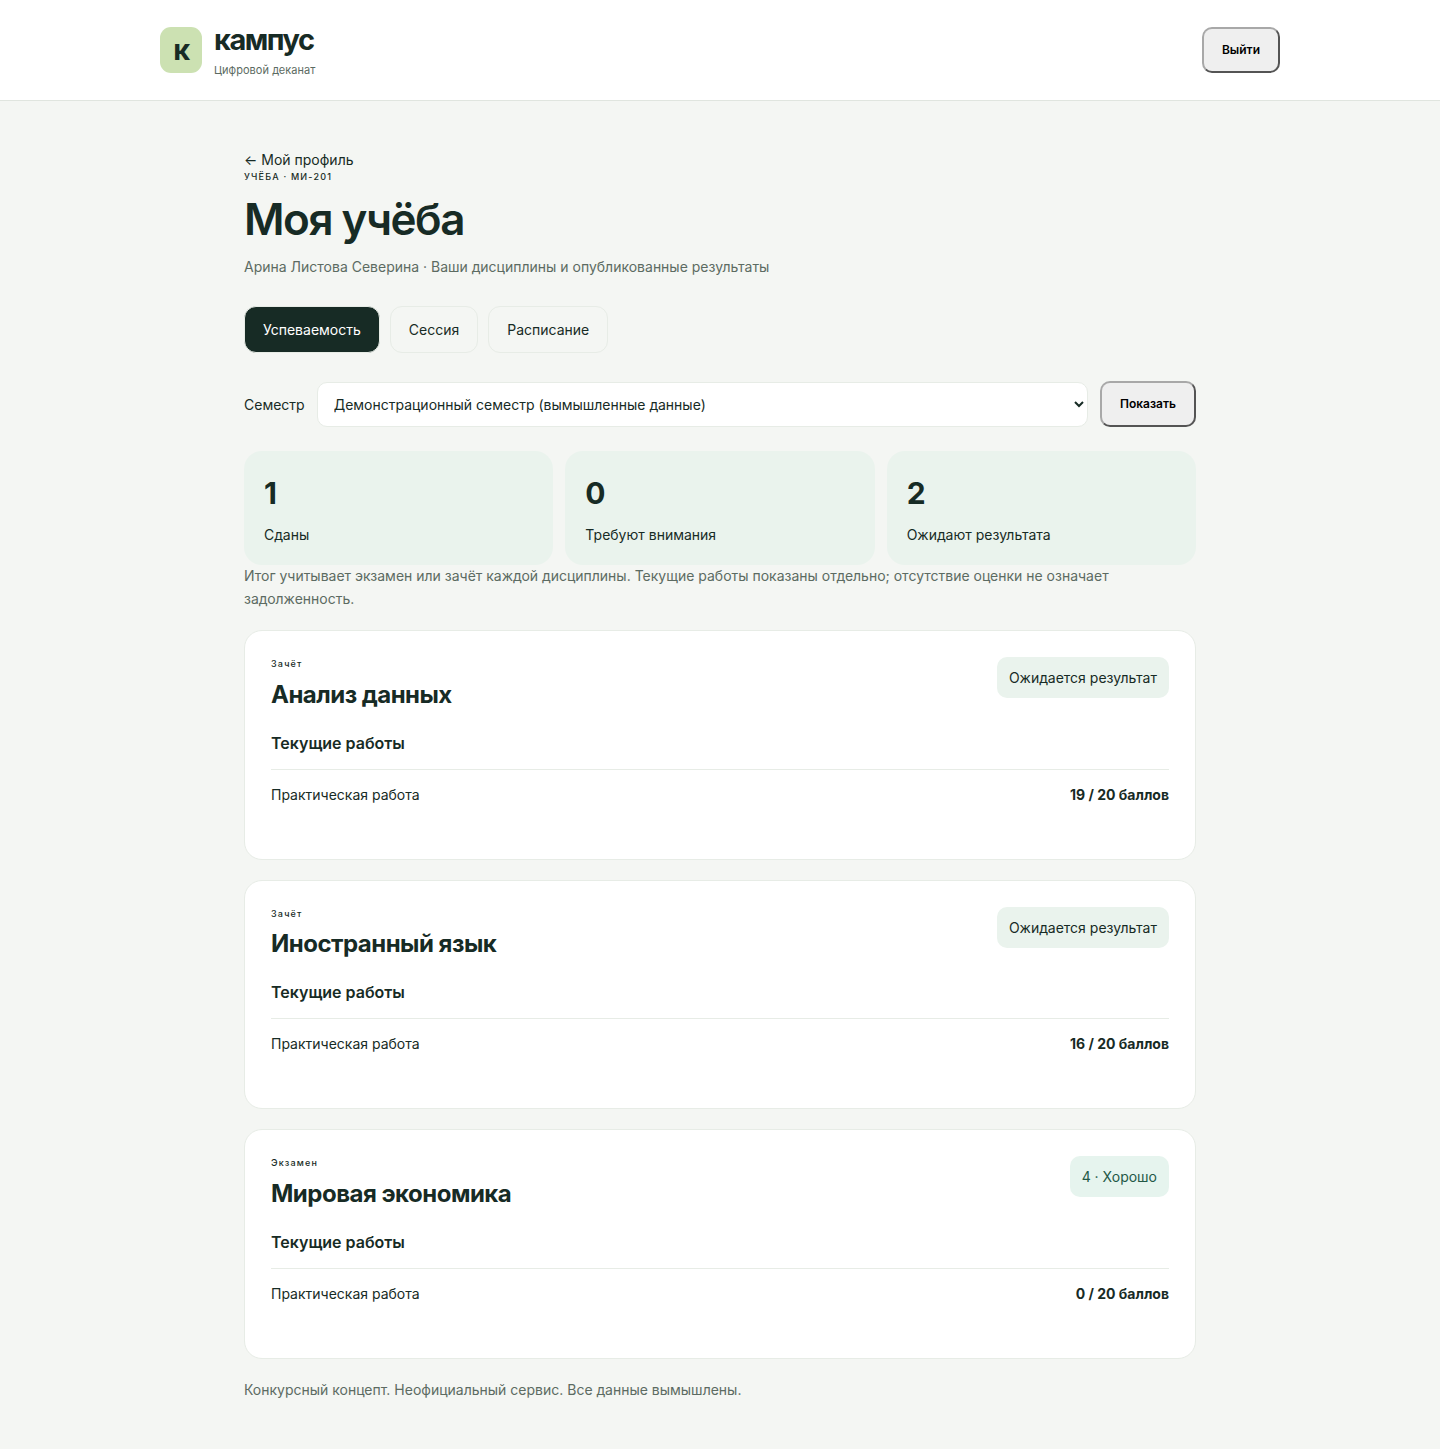 к
кампус
Цифровой деканат
Выйти
← Мой профиль
УЧЁБА · МИ-201
Моя учёба
Арина Листова Северина · Ваши дисциплины и опубликованные результаты
Успеваемость
Сессия
Расписание
Семестр
Демонстрационный семестр (вымышленные данные)
Показать
1
Сданы
0
Требуют внимания
2
Ожидают результата
Итог учитывает экзамен или зачёт каждой дисциплины. Текущие работы показаны отдельно; отсутствие оценки не означает
задолженность.
Зачёт
Анализ данных
Ожидается результат
Текущие работы
Практическая работа
19 / 20 баллов
Зачёт
Иностранный язык
Ожидается результат
Текущие работы
Практическая работа
16 / 20 баллов
Экзамен
Мировая экономика
4 · Хорошо
Текущие работы
Практическая работа
0 / 20 баллов
Конкурсный концепт. Неофициальный сервис. Все данные вымышлены.